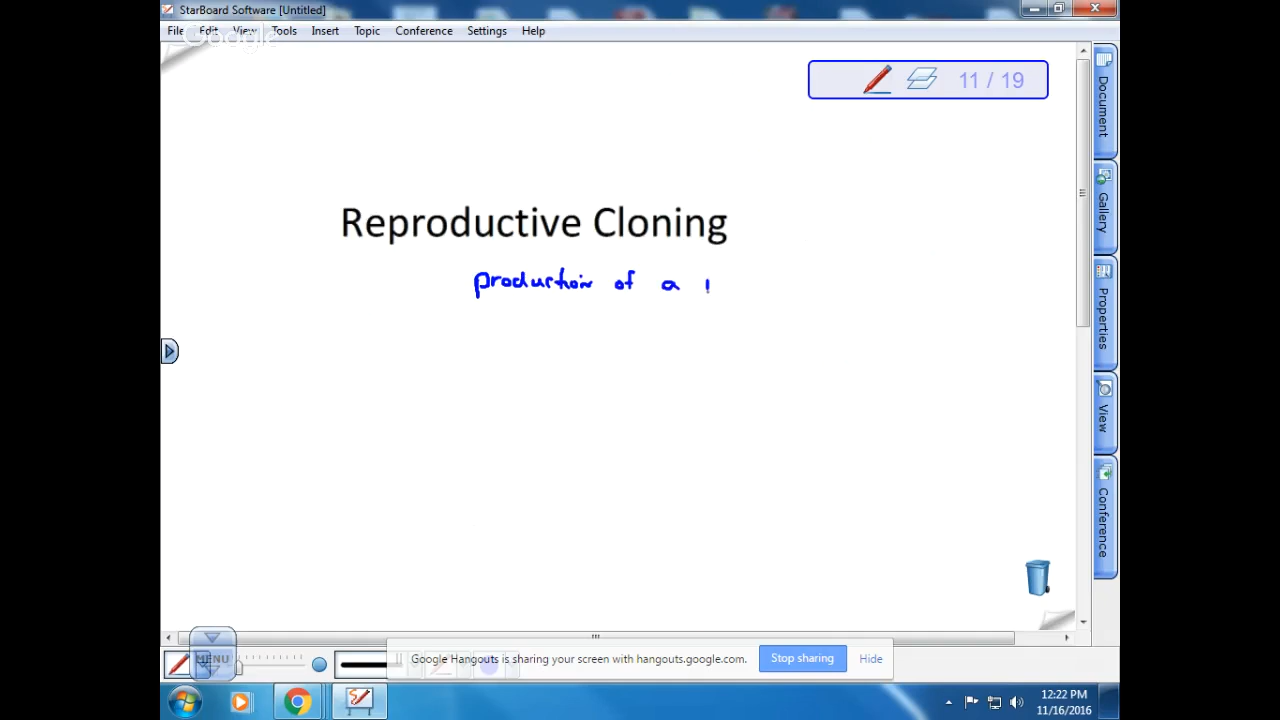 StarBoard Software [Untitled]
File Edit View Tools Insert Topic Conference Settings Help
Google
11 / 19
Document
Gallery
Properties
View
Conference
Reproductive Cloning
production of a
MENU
Google Hangouts is sharing your screen with hangouts.google.com. Stop sharing Hide
12:22 PM
11/16/2016